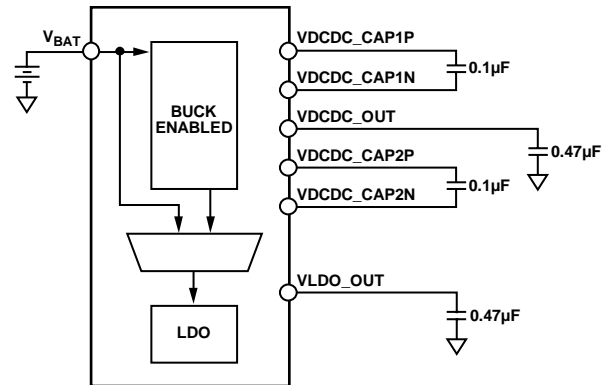 VBAT
BUCK
ENABLED
LDO
VDCDC_CAP1P
0.1µF
VDCDC_CAP1N
VDCDC_OUT
0.47µF
VDCDC_CAP2P
0.1µF
VDCDC_CAP2N
VLDO_OUT
0.47µF